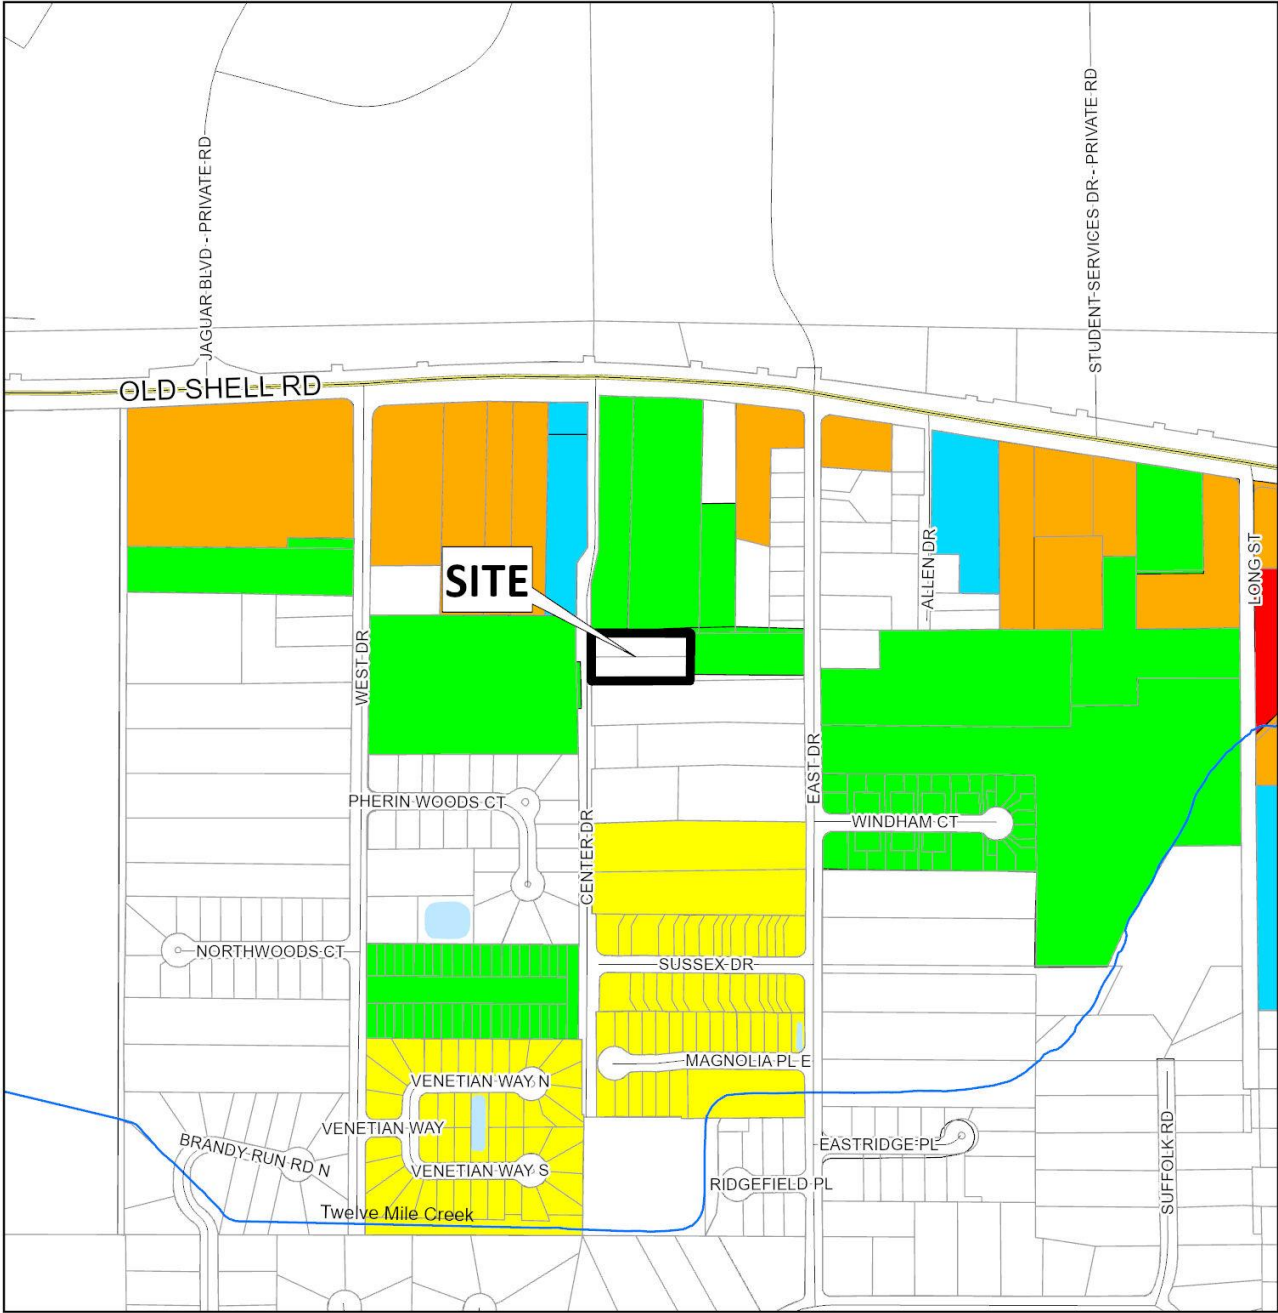 JAGUAR BLVD - PRIVATE RD
STUDENT SERVICES DR - PRIVATE RD
OLD SHELL RD
SITE
ALLEN DR
LONG ST
WEST DR
EAST DR
PHERIN WOODS CT
WINDHAM CT
CENTER DR
NORTHWOODS CT
SUSSEX DR
MAGNOLIA PL E
VENETIAN WAY N
VENETIAN WAY
BRANDY RUN RD N
VENETIAN WAY S
EASTRIDGE PL
RIDGEFIELD PL
SUFFOLK RD
Twelve Mile Creek